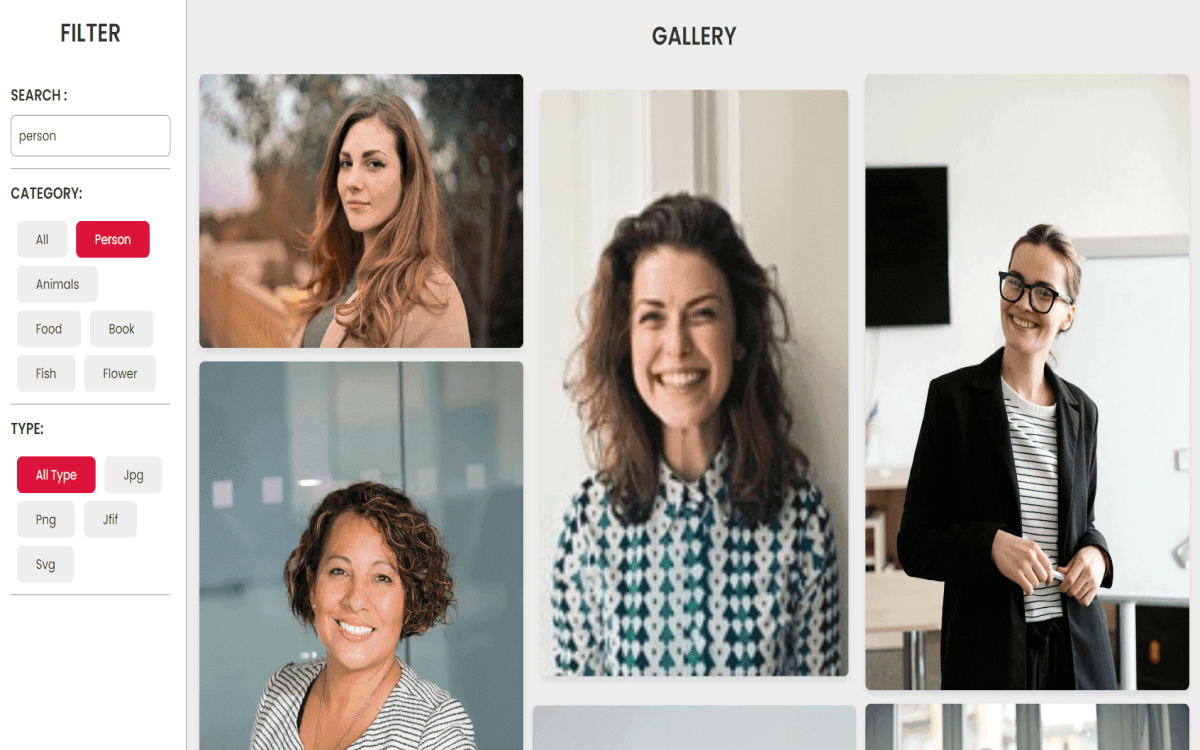 FILTER
SEARCH :
person
CATEGORY:
All Person
Animals
Food Book
Fish Flower
TYPE:
All Type Jpg
Png Jfif
Svg
GALLERY